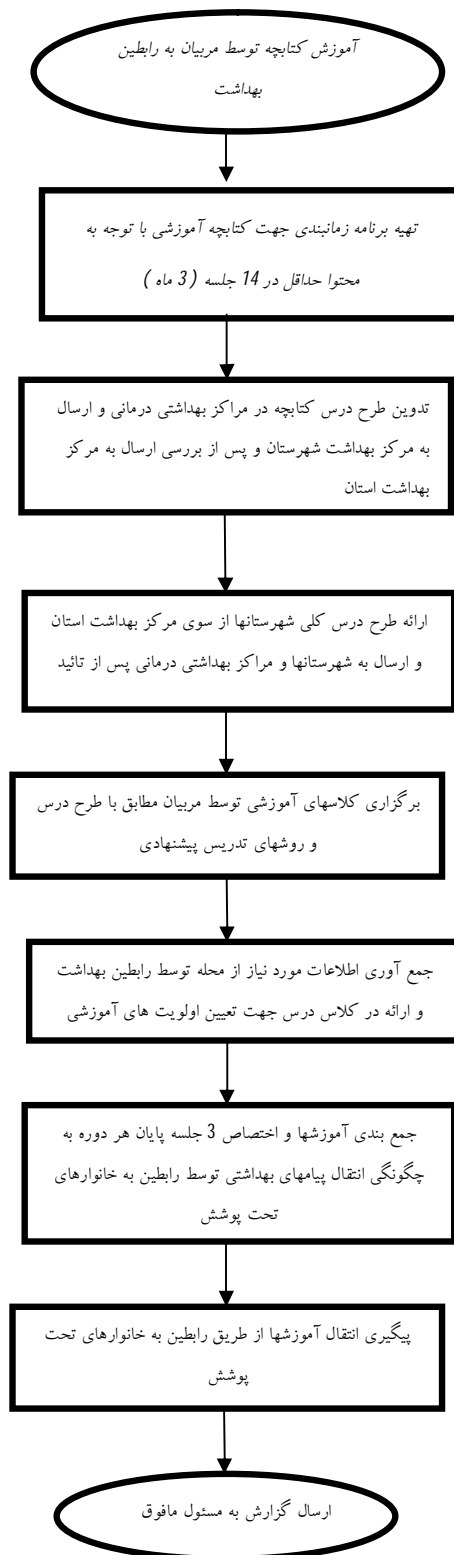 آموزش کتابچه توسط مربیان به رابطین
بهداشت
تهیه برنامه زمانبندی جهت کتابچه آموزشی با توجه به
محتوا حداقل در 14 جلسه ( 3 ماه )
تدوین طرح درس کتابچه در مراکز بهداشتی درمانی و ارسال
به مرکز بهداشت شهرستان و پس از بررسی ارسال به مرکز
بهداشت استان
ارائه طرح درس کلی شهرستانها از سوی مرکز بهداشت استان
و ارسال به شهرستانها و مراکز بهداشتی درمانی پس از تائید
برگزاری کلاسهای آموزشی توسط مربیان مطابق با طرح درس
و روشهای تدریس پیشنهادی
جمع آوری اطلاعات مورد نیاز از محله توسط رابطین بهداشت
و ارائه در کلاس درس جهت تعیین اولویت های آموزشی
جمع بندی آموزشها و اختصاص 3 جلسه پایان هر دوره به
چگونگی انتقال پیامهای بهداشتی توسط رابطین به خانوارهای
تحت پوشش
پیگیری انتقال آموزشها از طریق رابطین به خانوارهای تحت
پوشش
ارسال گزارش به مسئول مافوق